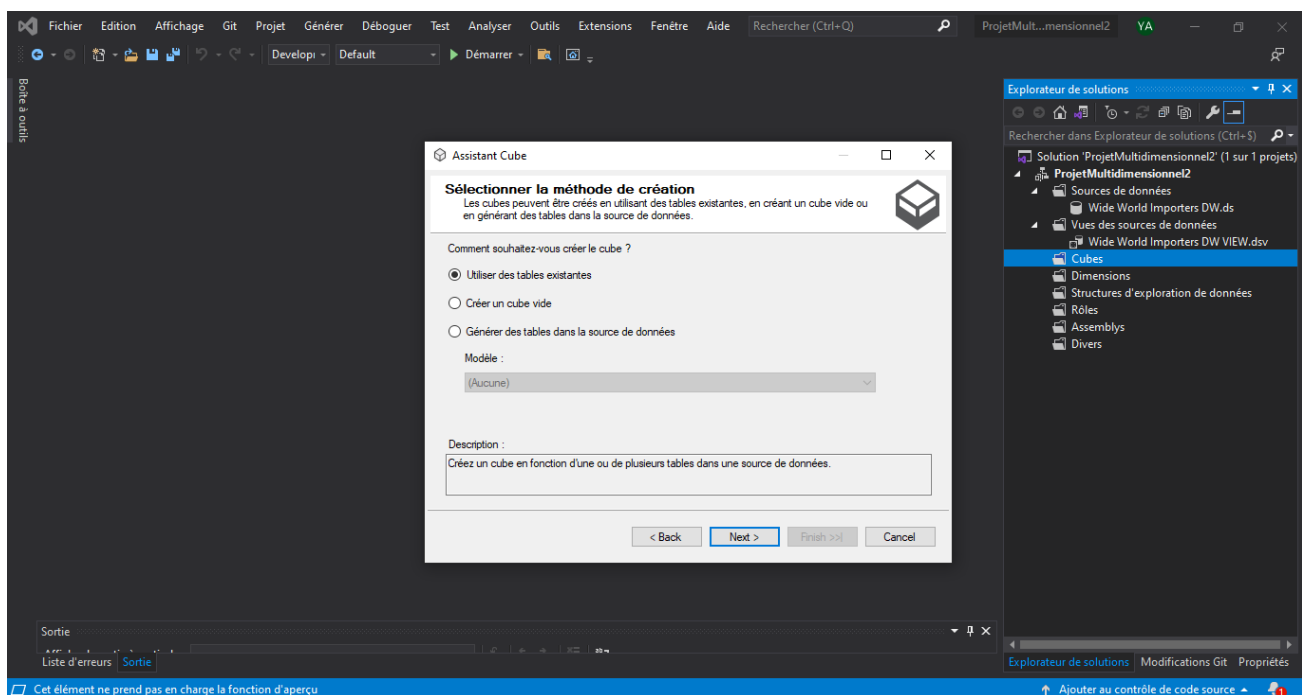 Fichier Edition Affichage Git Projet Générer Déboguer Test Analyser Outils Extensions Fenêtre Aide Rechercher (Ctrl+Q) ProjetMult...mensionnel2 YA
Develop Default Démarrer
Boîte à outils
Explorateur de solutions
Rechercher dans Explorateur de solutions (Ctrl+$)
Solution 'ProjetMultidimensionnel2' (1 sur 1 projets)
ProjetMultidimensionnel2
Sources de données
Wide World Importers DW.ds
Vues des sources de données
Wide World Importers DW VIEW.dsv
Cubes
Dimensions
Structures d'exploration de données
Rôles
Assemblys
Divers
Assistant Cube
Sélectionner la méthode de création
Les cubes peuvent être créés en utilisant des tables existantes, en créant un cube vide ou
en générant des tables dans la source de données.
Comment souhaitez-vous créer le cube ?
Utiliser des tables existantes
Créer un cube vide
Générer des tables dans la source de données
Modèle :
(Aucune)
Description :
Créez un cube en fonction d'une ou de plusieurs tables dans une source de données.
< Back Next > Finish >>| Cancel
Sortie
Liste d'erreurs Sortie
Explorateur de solutions Modifications Git Propriétés
Cet élément ne prend pas en charge la fonction d'aperçu Ajouter au contrôle de code source 1